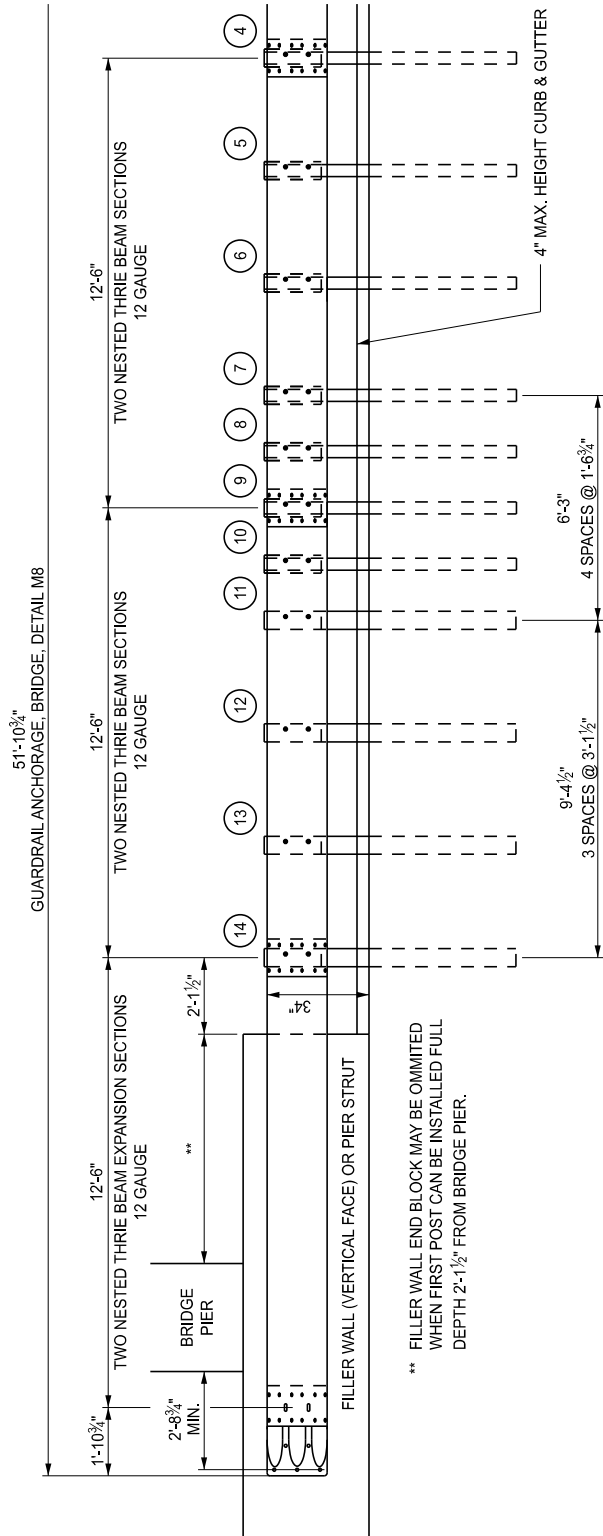 51'-10¾"
GUARDRAIL ANCHORAGE, BRIDGE, DETAIL M8
1'-10¾"
12'-6"
TWO NESTED THRIE BEAM EXPANSION SECTIONS
12 GAUGE
12'-6"
TWO NESTED THRIE BEAM SECTIONS
12 GAUGE
12'-6"
TWO NESTED THRIE BEAM SECTIONS
12 GAUGE
2'-8¾"
MIN.
BRIDGE
PIER
**
2'-1½"
14
13
12
11
10
9
8
7
6
5
4
34"
FILLER WALL (VERTICAL FACE) OR PIER STRUT
** FILLER WALL END BLOCK MAY BE OMMITED
WHEN FIRST POST CAN BE INSTALLED FULL
DEPTH 2'-1½" FROM BRIDGE PIER.
4" MAX. HEIGHT CURB & GUTTER
9'-4½"
3 SPACES @ 3'-1½"
6'-3"
4 SPACES @ 1'-6¾"